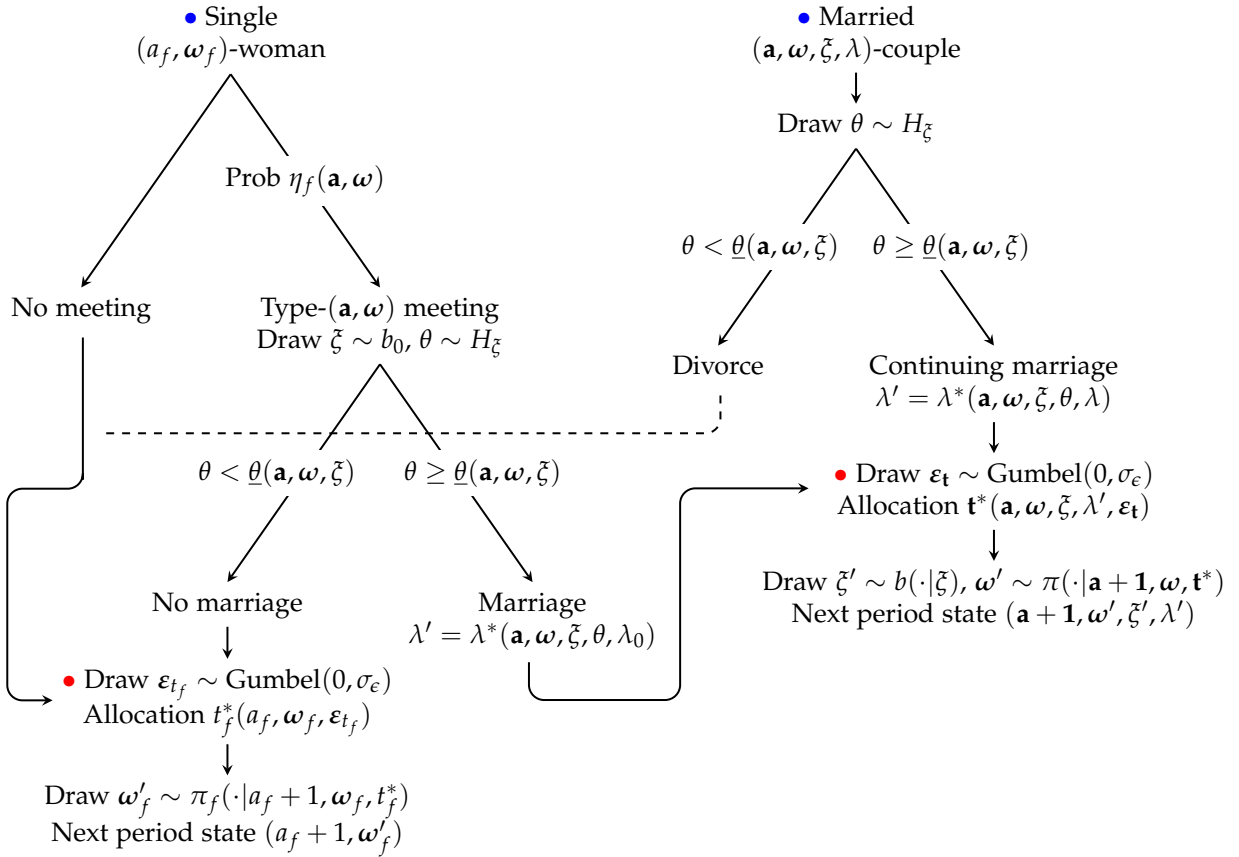 • Single
(a_f, ω_f)-woman
Prob η_f(a, ω)
No meeting
Type-(a, ω) meeting
Draw ξ ∼ b_0, θ ∼ H_ξ
θ < θ̲(a, ω, ξ)
θ ≥ θ̲(a, ω, ξ)
No marriage
Marriage
λ′ = λ*(a, ω, ξ, θ, λ_0)
• Draw ε_{t_f} ∼ Gumbel(0, σ_ϵ)
Allocation t*_f(a_f, ω_f, ε_{t_f})
Draw ω′_f ∼ π_f(·|a_f + 1, ω_f, t*_f)
Next period state (a_f + 1, ω′_f)
• Married
(a, ω, ξ, λ)-couple
Draw θ ∼ H_ξ
θ < θ̲(a, ω, ξ)
θ ≥ θ̲(a, ω, ξ)
Divorce
Continuing marriage
λ′ = λ*(a, ω, ξ, θ, λ)
• Draw ε_t ∼ Gumbel(0, σ_ϵ)
Allocation t*(a, ω, ξ, λ′, ε_t)
Draw ξ′ ∼ b(·|ξ), ω′ ∼ π(·|a + 1, ω, t*)
Next period state (a + 1, ω′, ξ′, λ′)